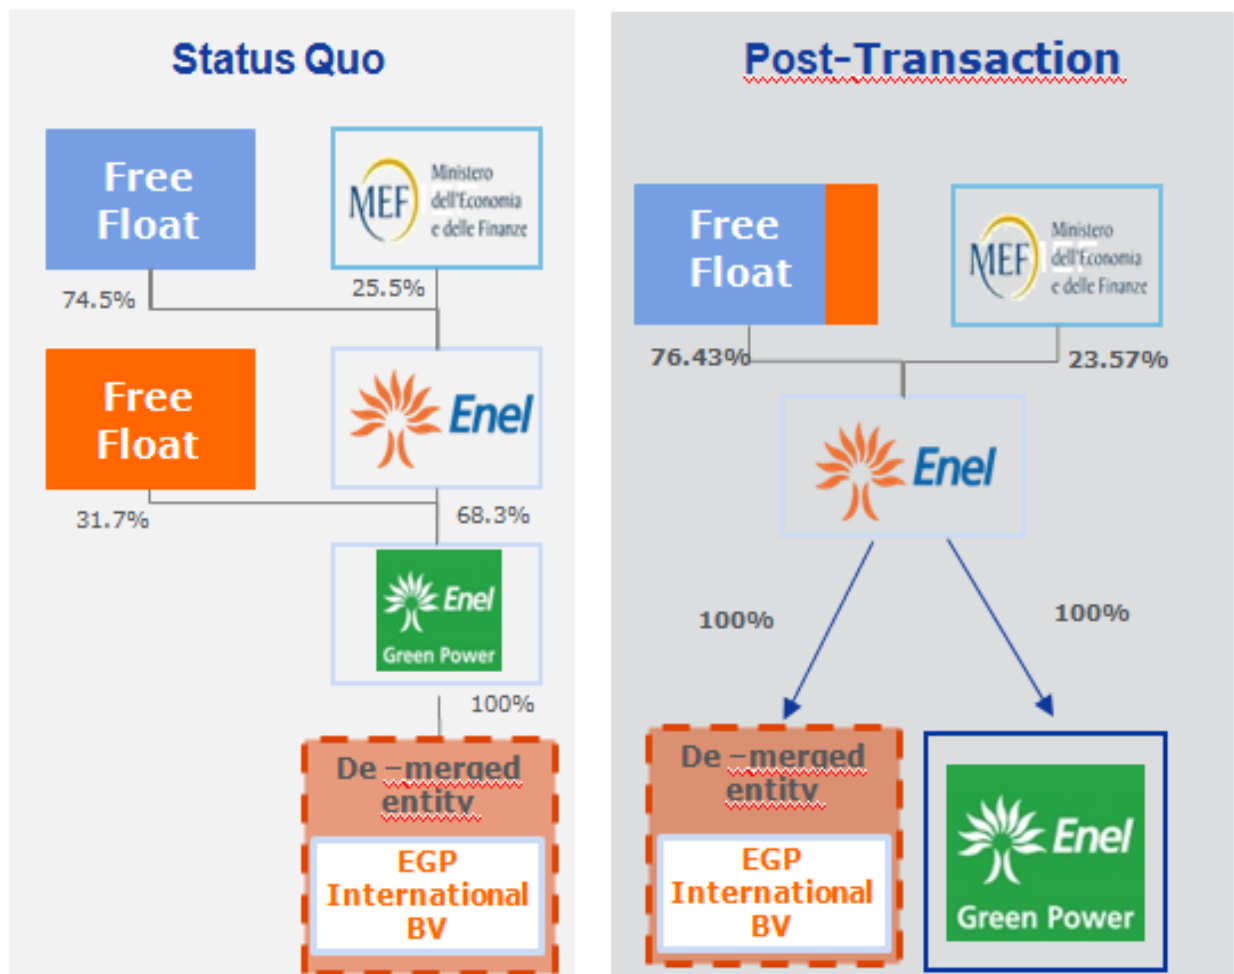 Status Quo
Free
Float
MEF
Ministero
dell'Economia
e delle Finanze
74.5%
25.5%
Free
Float
Enel
31.7%
68.3%
Enel
Green Power
100%
De -merged
entity
EGP
International
BV
Post-Transaction
Free
Float
MEF
Ministero
dell'Economia
e delle Finanze
76.43%
23.57%
Enel
100%
100%
De -merged
entity
EGP
International
BV
Enel
Green Power